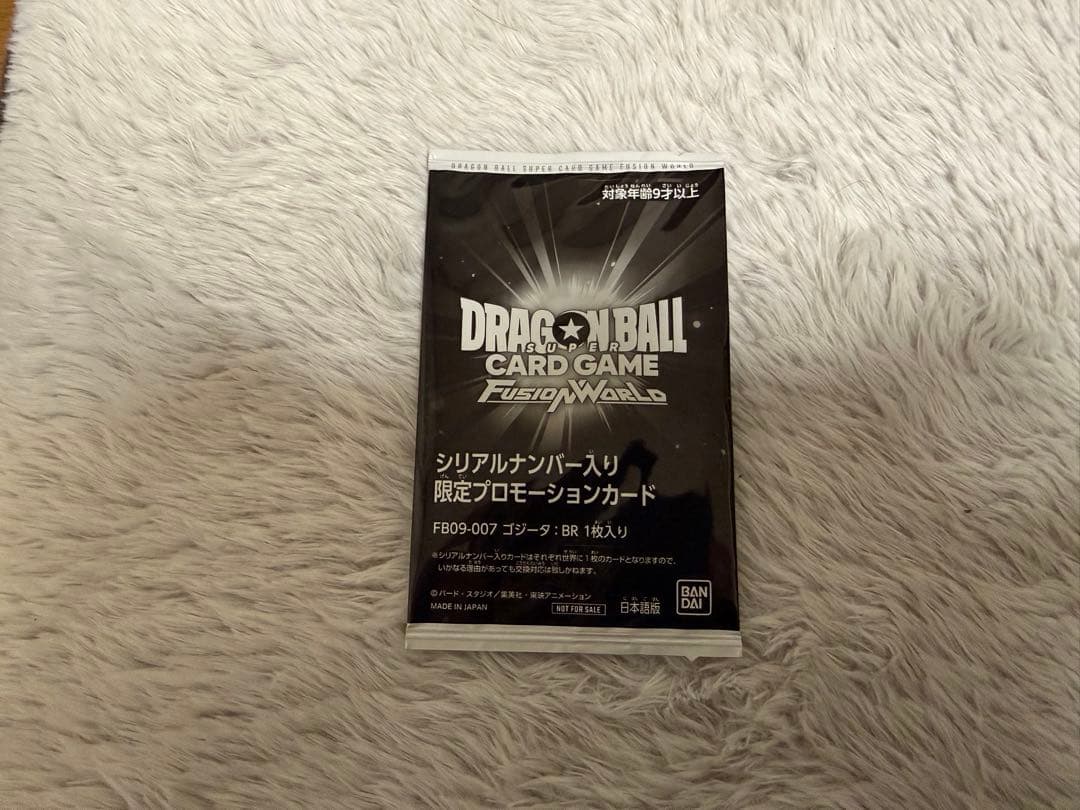 DRAGON BALL SUPER CARD GAME FUSION WORLD
対象年齢9才以上
DRAGON BALL
SUPER
CARD GAME
FUSION WORLD
シリアルナンバー入り
限定プロモーションカード
FB09-007 ゴジータ：BR 1枚入り
※シリアルナンバー入りカードはそれぞれ世界に1枚のカードとなりますので、
いかなる理由があっても交換対応は致しかねます。
©バード・スタジオ／集英社・東映アニメーション
MADE IN JAPAN
NOT FOR SALE
日本語版
BAN
DAI